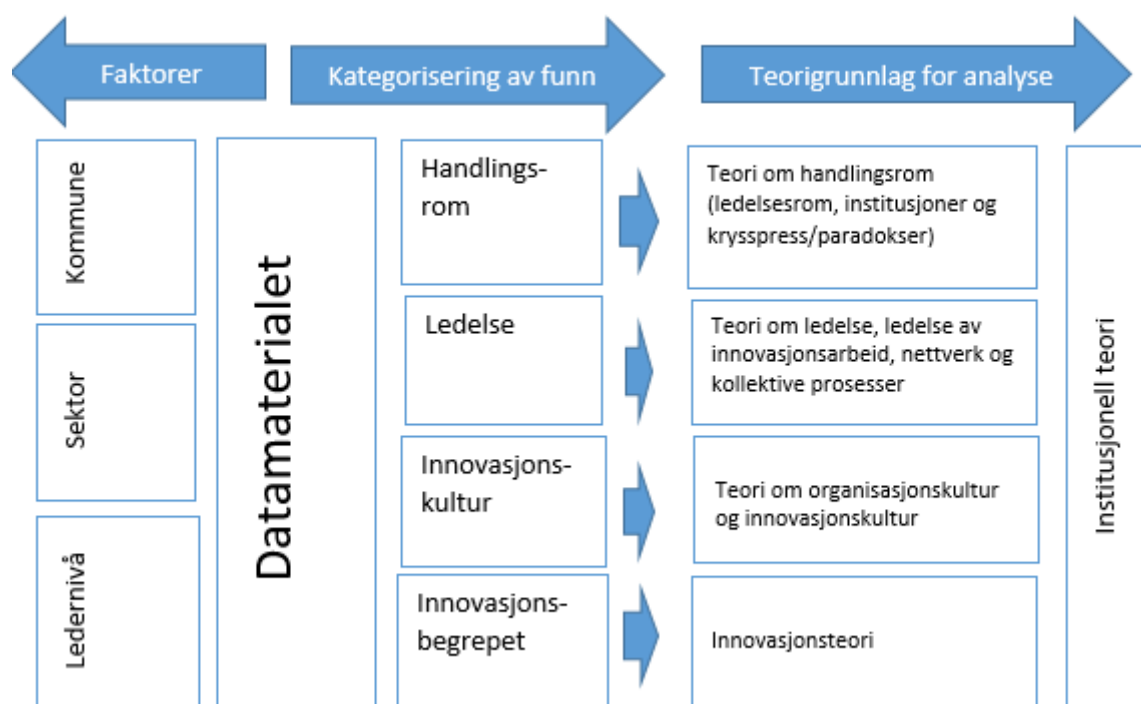 Faktorer
Kategorisering av funn
Teorigrunnlag for analyse
Kommune
Sektor
Ledernivå
Datamaterialet
Handlings-
rom
Ledelse
Innovasjons-
kultur
Innovasjons-
begrepet
Teori om handlingsrom
(ledelsesrom, institusjoner og
krysspress/paradokser)
Teori om ledelse, ledelse av
innovasjonsarbeid, nettverk og
kollektive prosesser
Teori om organisasjonskultur
og innovasjonskultur
Innovasjonsteori
Institusjonell teori